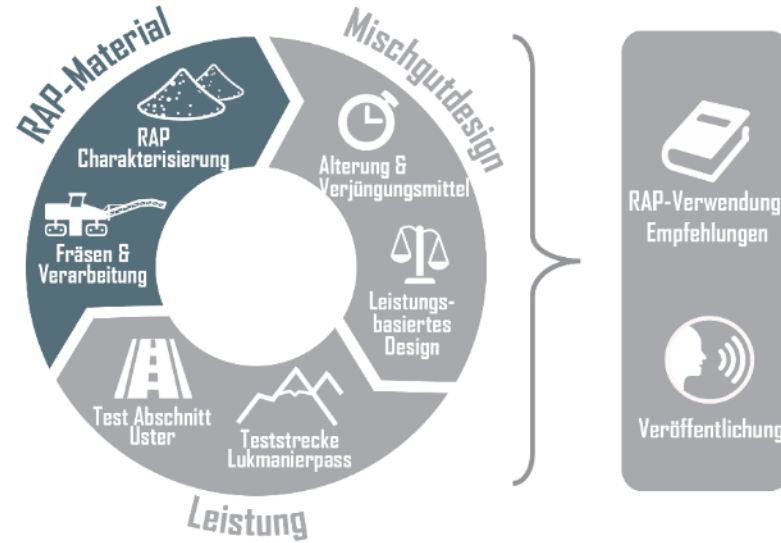 RAP-Material
RAP
Charakterisierung
Fräsen &
Verarbeitung
Mischgutdesign
Alterung &
Verjüngungsmittel
Leistungs-
basiertes
Design
Leistung
Test Abschnitt
Uster
Teststrecke
Lukmanierpass
RAP-Verwendung
Empfehlungen
Veröffentlichung